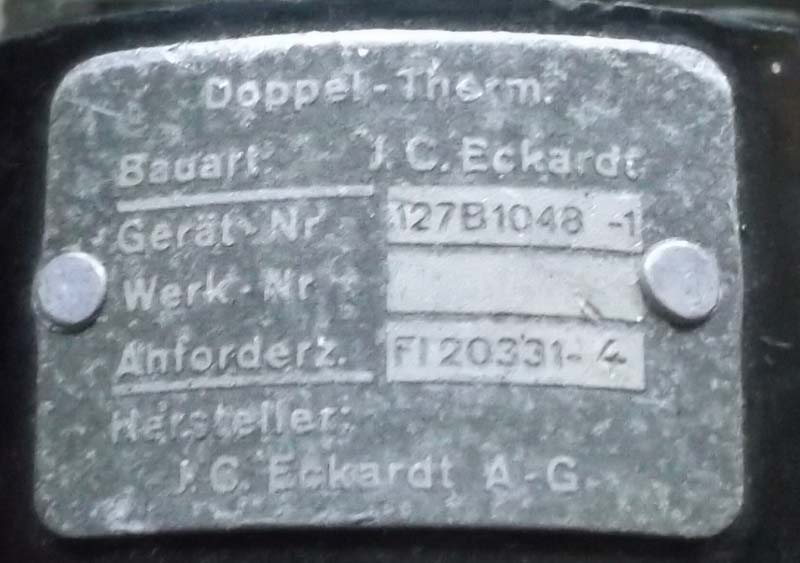 Doppel-Therm.
Bauart: J. C. Eckardt
Gerät-Nr. 127B1048 -1
Werk-Nr.
Anforderz. Fl 20331-4
Hersteller:
J. C. Eckardt A-G.